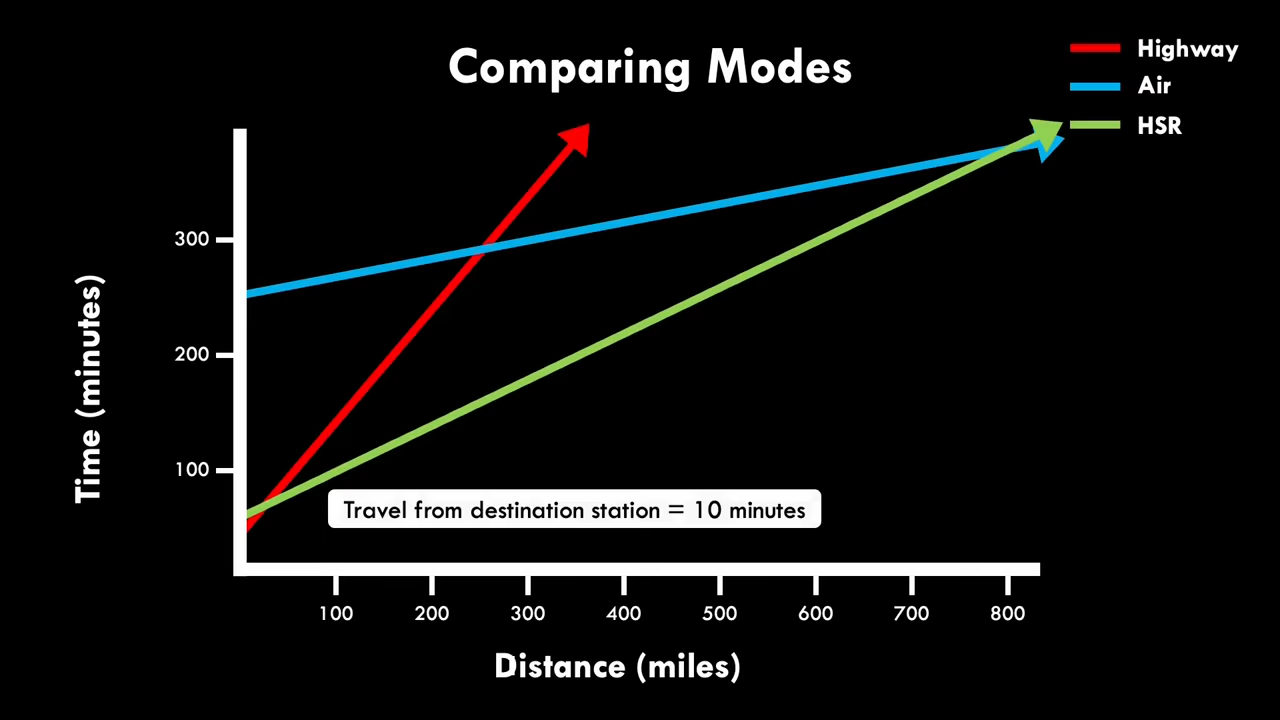 Comparing Modes
Highway
Air
HSR
300
200
100
Time (minutes)
Travel from destination station = 10 minutes
100 200 300 400 500 600 700 800
Distance (miles)